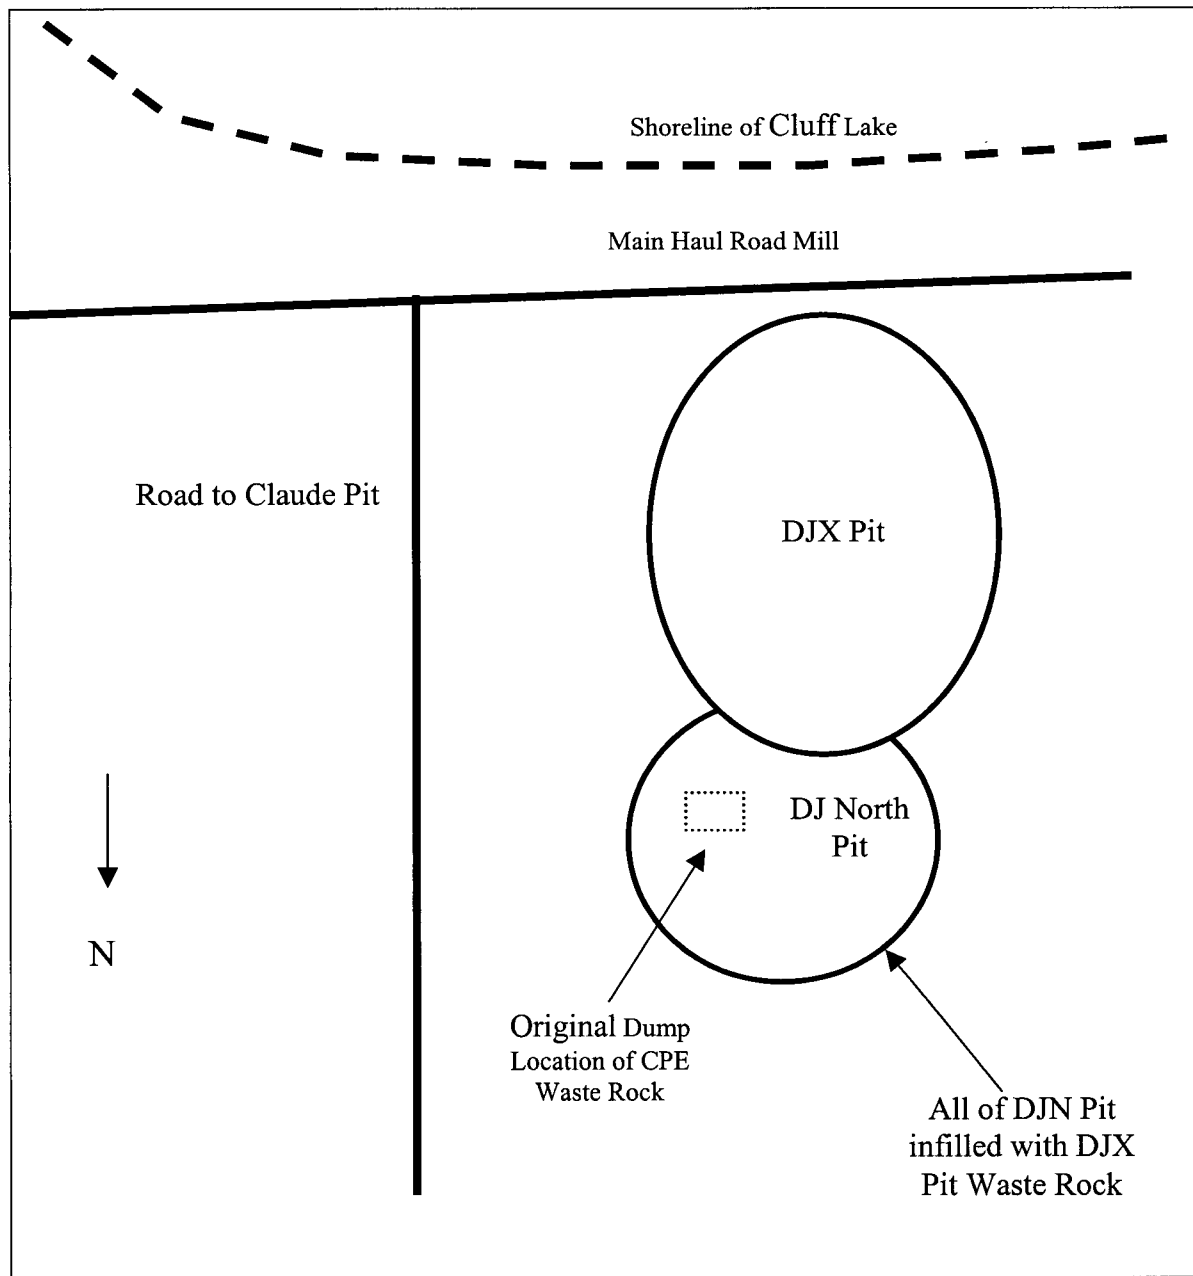 Shoreline of Cluff Lake
Main Haul Road Mill
Road to Claude Pit
DJX Pit
DJ North
Pit
N
Original Dump
Location of CPE
Waste Rock
All of DJN Pit
infilled with DJX
Pit Waste Rock